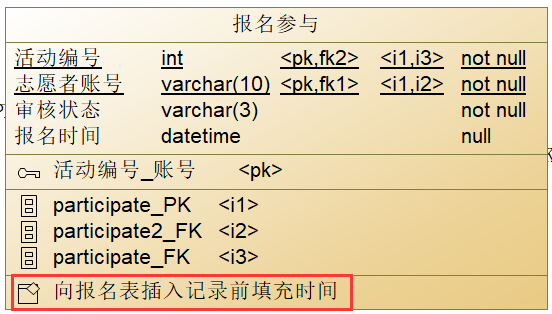 报名参与
活动编号 int <pk,fk2> <i1,i3> not null
志愿者账号 varchar(10) <pk,fk1> <i1,i2> not null
审核状态 varchar(3) not null
报名时间 datetime null
活动编号_账号 <pk>
participate_PK <i1>
participate2_FK <i2>
participate_FK <i3>
向报名表插入记录前填充时间